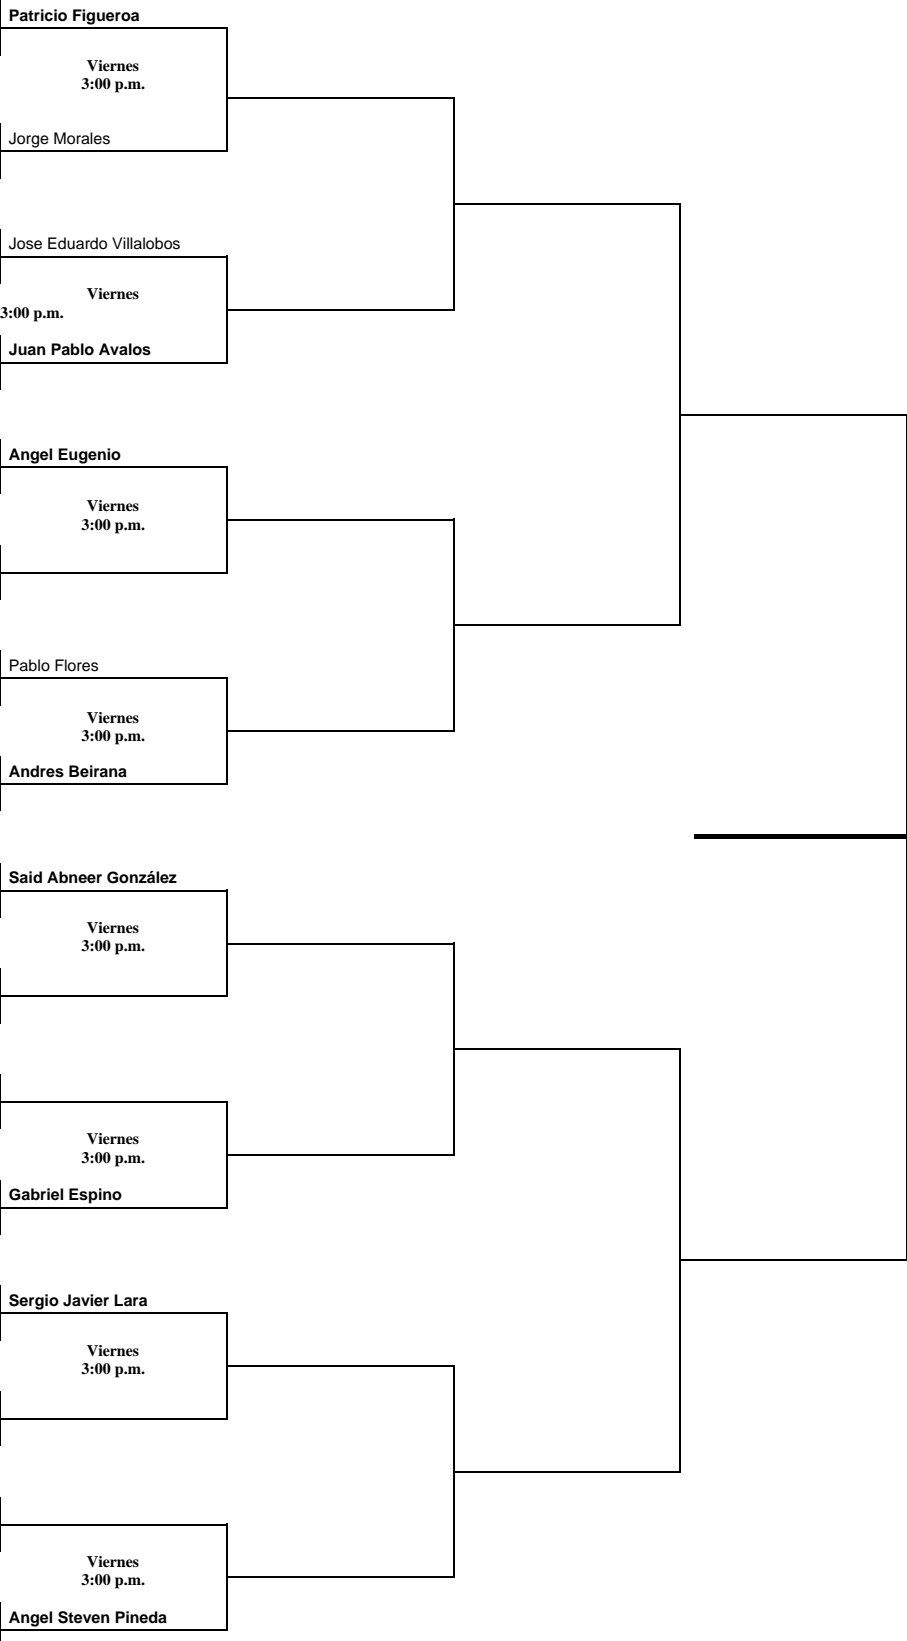 Patricio Figueroa
Viernes
3:00 p.m.
Jorge Morales
Jose Eduardo Villalobos
Viernes
3:00 p.m.
Juan Pablo Avalos
Angel Eugenio
Viernes
3:00 p.m.
Pablo Flores
Viernes
3:00 p.m.
Andres Beirana
Said Abneer González
Viernes
3:00 p.m.
Viernes
3:00 p.m.
Gabriel Espino
Sergio Javier Lara
Viernes
3:00 p.m.
Viernes
3:00 p.m.
Angel Steven Pineda